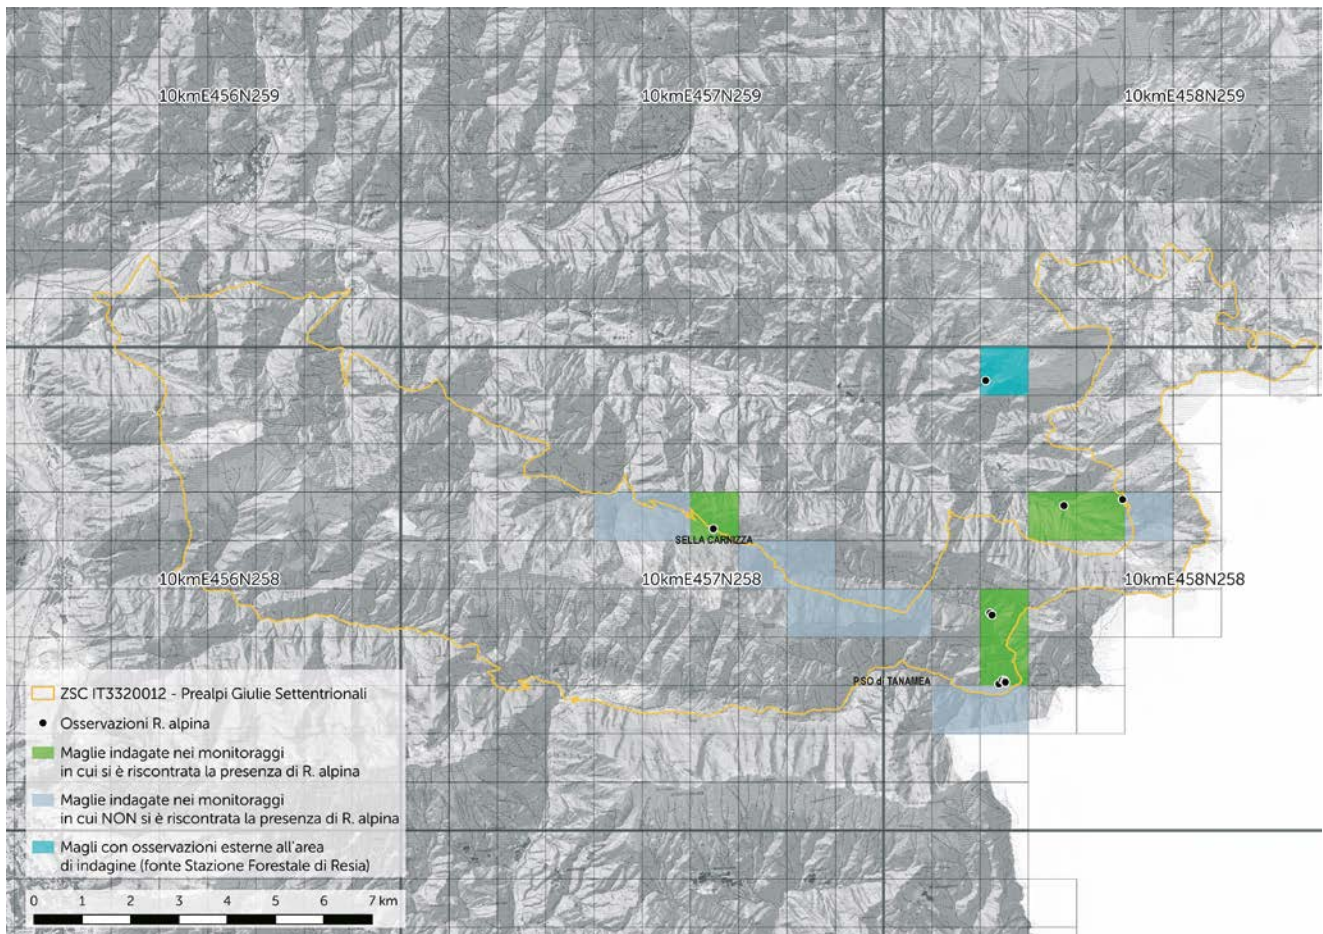 10kmE456N259
10kmE457N259
10kmE458N259
SELLA CARNIZZA
10kmE456N258
10kmE457N258
10kmE458N258
P.SO di TANAMEA
ZSC IT3320012 - Prealpi Giulie Settentrionali
Osservazioni R. alpina
Maglie indagate nei monitoraggi
in cui si è riscontrata la presenza di R. alpina
Maglie indagate nei monitoraggi
in cui NON si è riscontrata la presenza di R. alpina
Magli con osservazioni esterne all'area
di indagine (fonte Stazione Forestale di Resia)
0 1 2 3 4 5 6 7 km